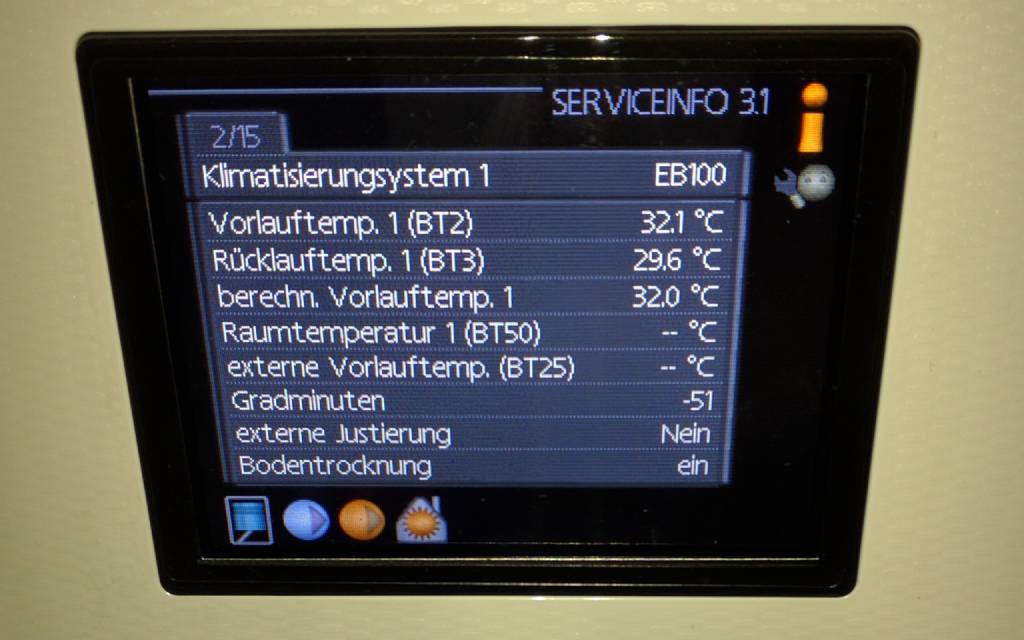 SERVICEINFO 3.1
2/15
Klimatisierungsystem 1 EB100
Vorlauftemp. 1 (BT2) 32.1 °C
Rücklauftemp. 1 (BT3) 29.6 °C
berechn. Vorlauftemp. 1 32.0 °C
Raumtemperatur 1 (BT50) -- °C
externe Vorlauftemp. (BT25) -- °C
Gradminuten -51
externe Justierung Nein
Bodentrocknung ein